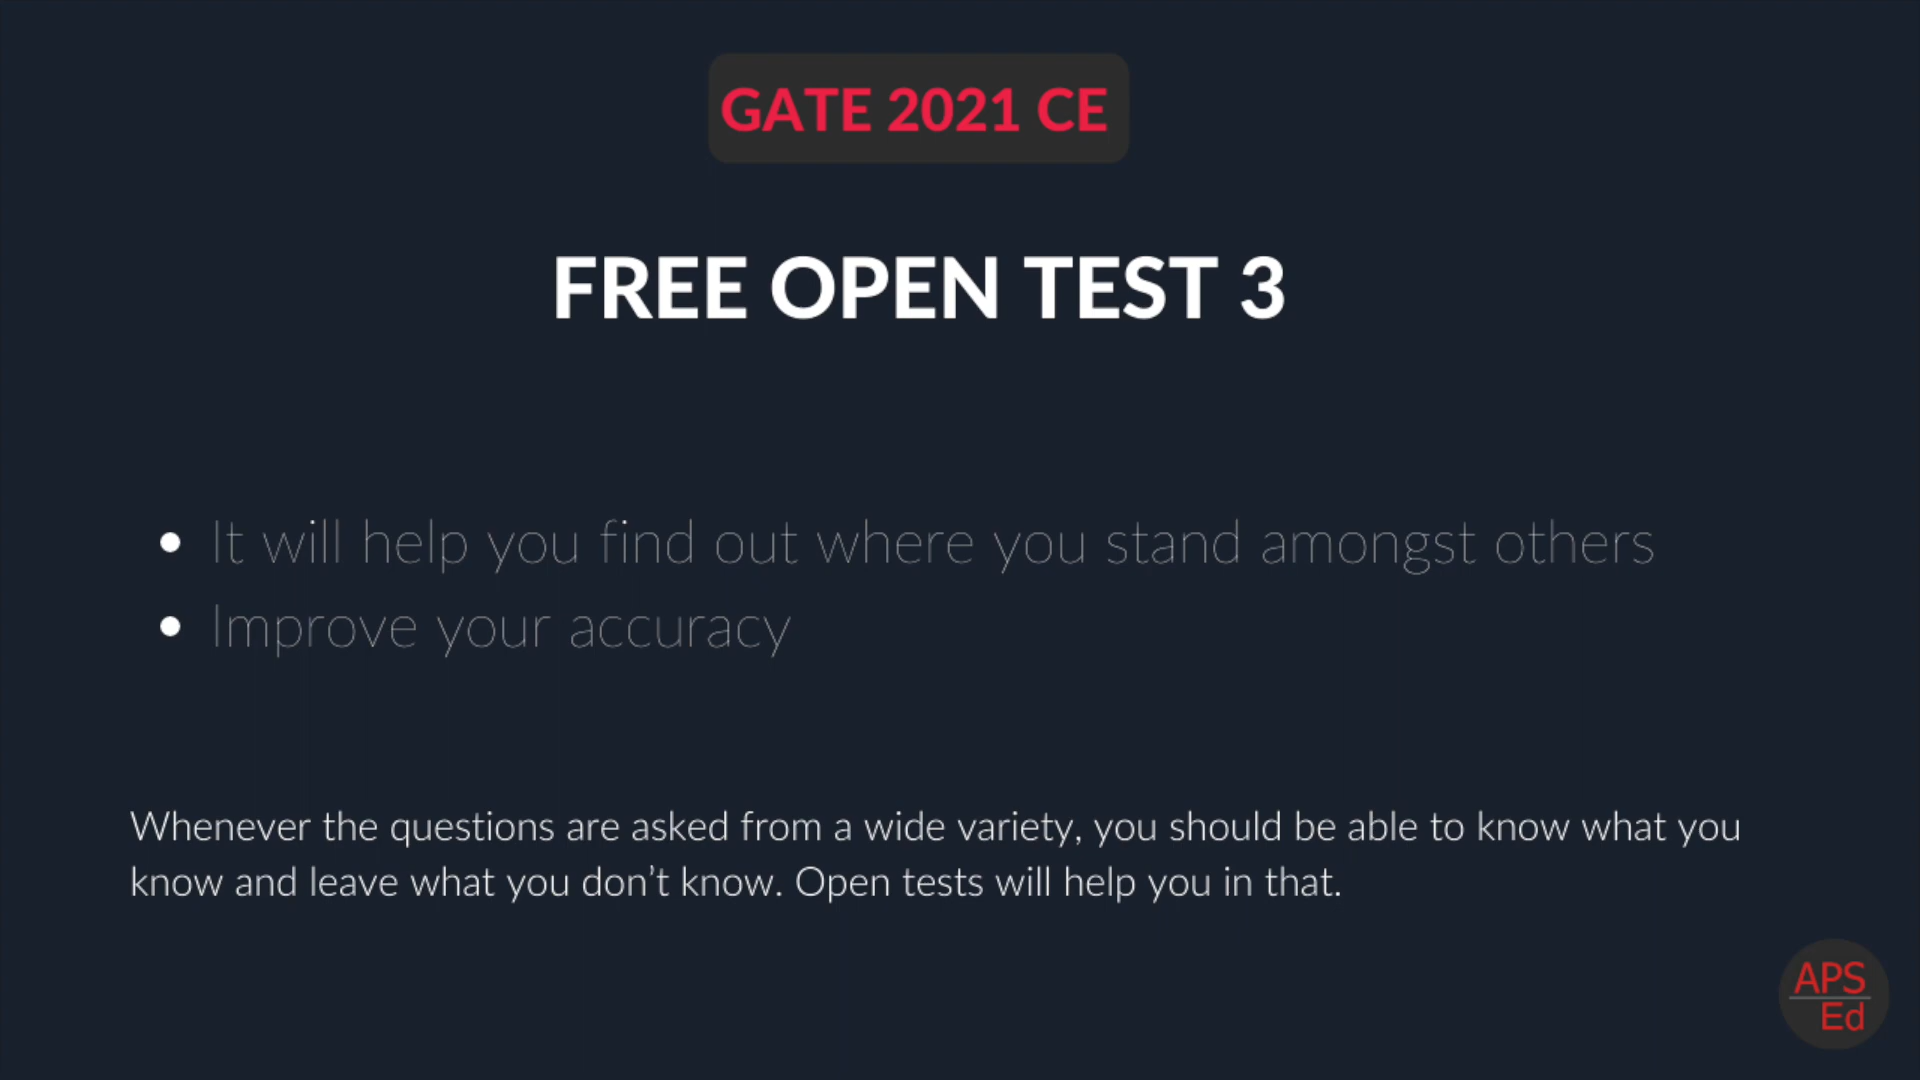 GATE 2021 CE
FREE OPEN TEST 3
• It will help you find out where you stand amongst others
• Improve your accuracy
Whenever the questions are asked from a wide variety, you should be able to know what you
know and leave what you don’t know. Open tests will help you in that.
APS
Ed